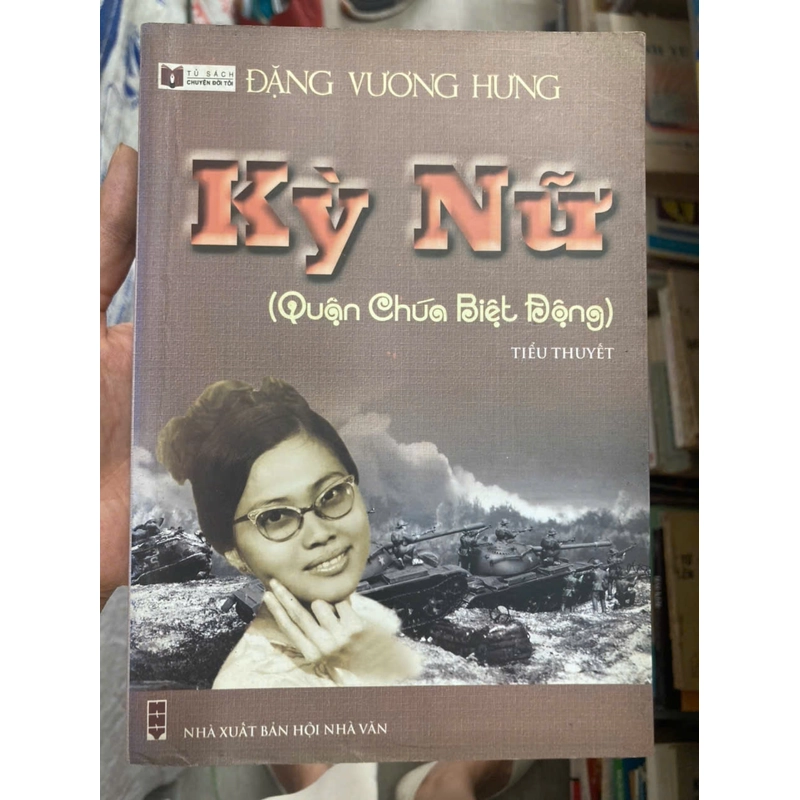 TỦ SÁCH
CHUYỆN ĐỜI TÔI
ĐẶNG VƯƠNG HƯNG
Kỳ Nữ
(Quận Chúa Biệt Động)
TIỂU THUYẾT
NHÀ XUẤT BẢN HỘI NHÀ VĂN